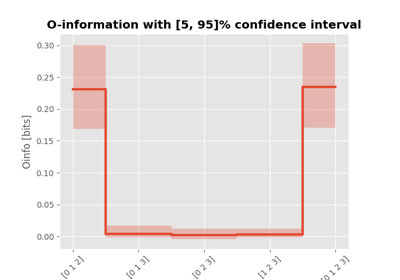 O-information with [5, 95]% confidence interval
0.30
0.25
0.20
0.15
0.10
0.05
0.00
Oinfo [bits]
[0 1 2]
[0 1 3]
[0 2 3]
[1 2 3]
[0 1 2 3]